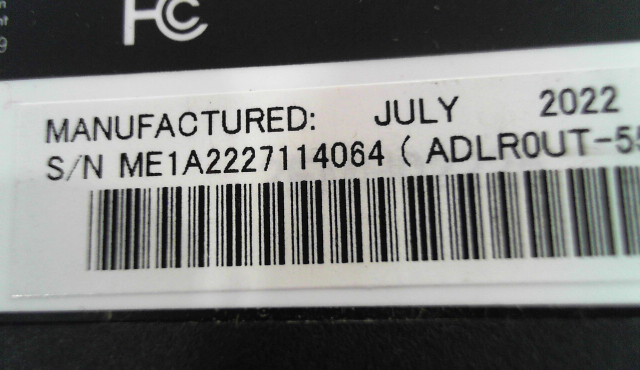 MANUFACTURED: JULY 2022
S/N ME1A2227114064 ( ADLR0UT-5